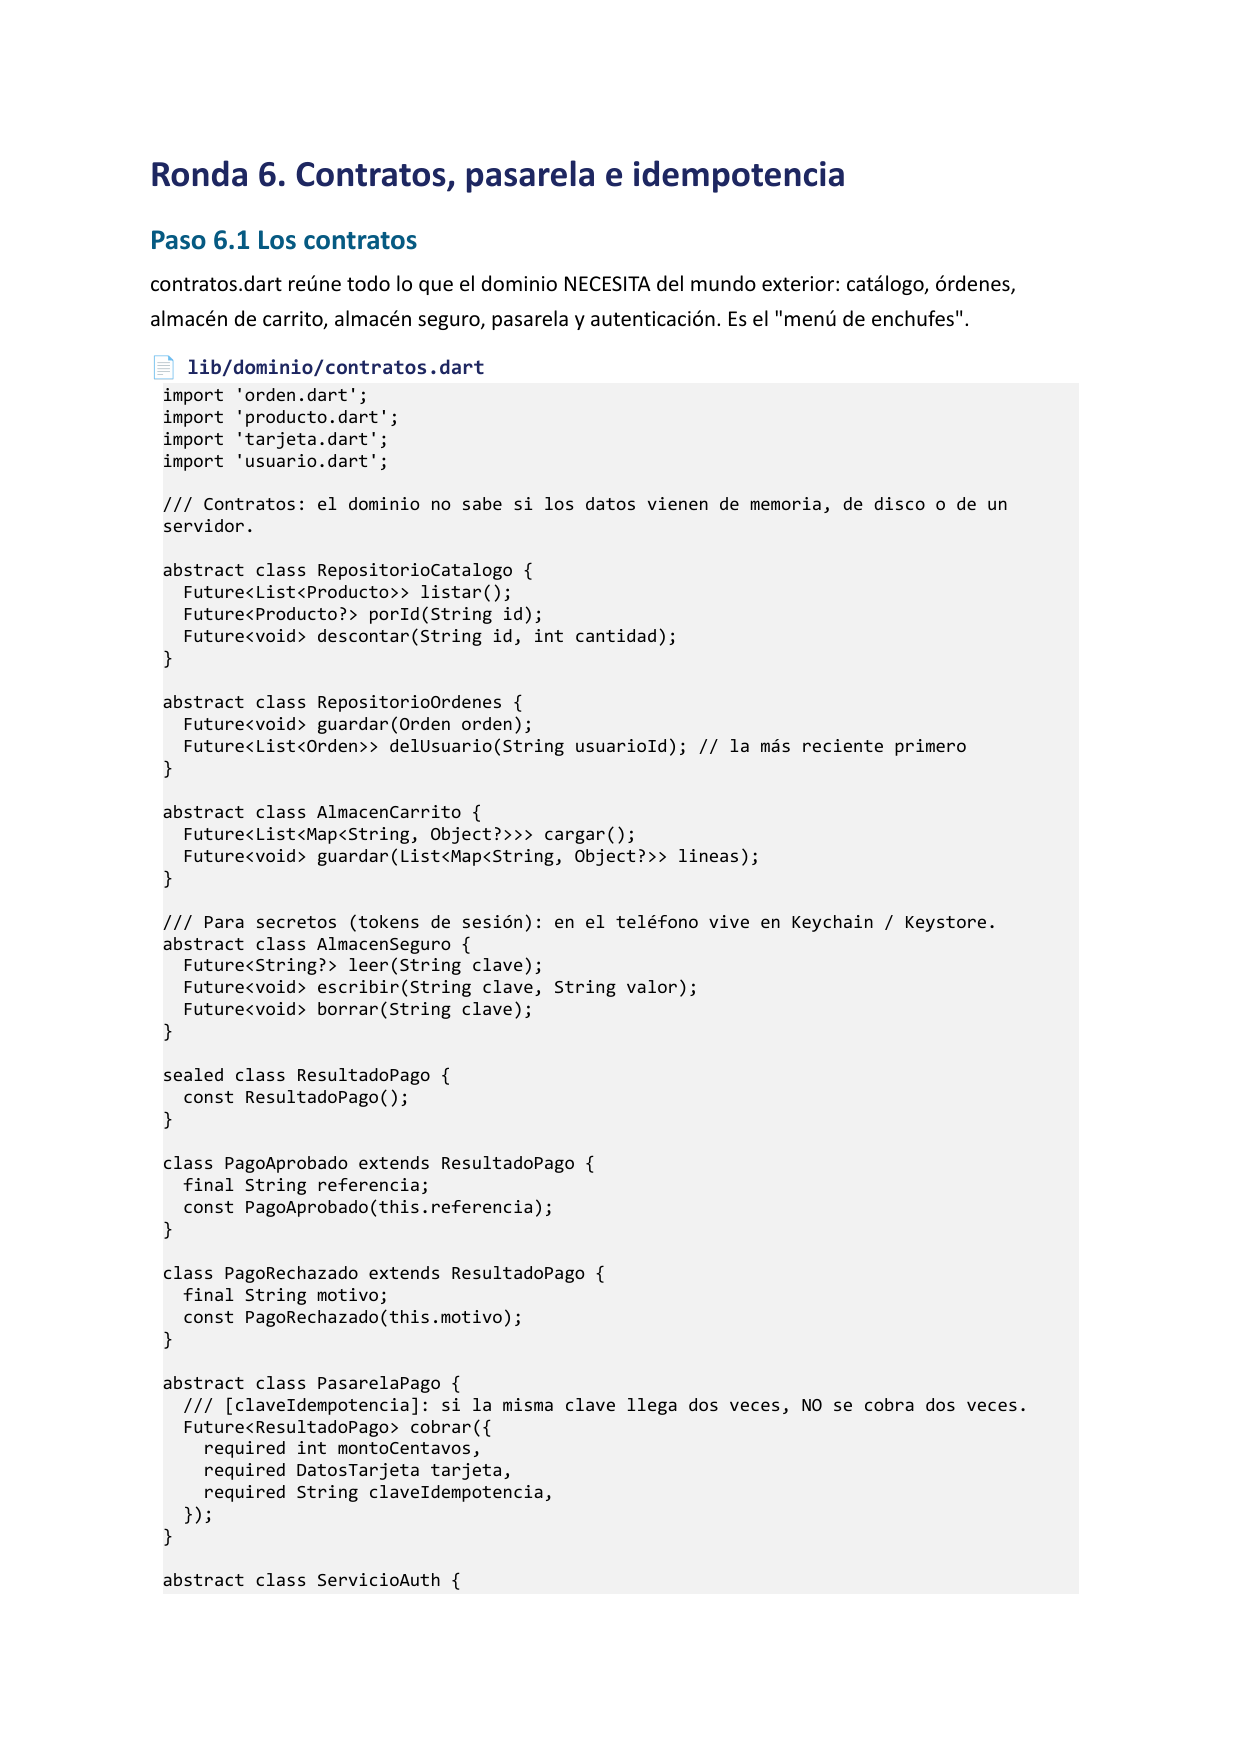 Ronda 6. Contratos, pasarela e idempotencia
Paso 6.1 Los contratos
contratos.dart reúne todo lo que el dominio NECESITA del mundo exterior: catálogo, órdenes,
almacén de carrito, almacén seguro, pasarela y autenticación. Es el "menú de enchufes".
lib/dominio/contratos.dart
import 'orden.dart';
import 'producto.dart';
import 'tarjeta.dart';
import 'usuario.dart';

/// Contratos: el dominio no sabe si los datos vienen de memoria, de disco o de un
servidor.

abstract class RepositorioCatalogo {
  Future<List<Producto>> listar();
  Future<Producto?> porId(String id);
  Future<void> descontar(String id, int cantidad);
}

abstract class RepositorioOrdenes {
  Future<void> guardar(Orden orden);
  Future<List<Orden>> delUsuario(String usuarioId); // la más reciente primero
}

abstract class AlmacenCarrito {
  Future<List<Map<String, Object?>>> cargar();
  Future<void> guardar(List<Map<String, Object?>> lineas);
}

/// Para secretos (tokens de sesión): en el teléfono vive en Keychain / Keystore.
abstract class AlmacenSeguro {
  Future<String?> leer(String clave);
  Future<void> escribir(String clave, String valor);
  Future<void> borrar(String clave);
}

sealed class ResultadoPago {
  const ResultadoPago();
}

class PagoAprobado extends ResultadoPago {
  final String referencia;
  const PagoAprobado(this.referencia);
}

class PagoRechazado extends ResultadoPago {
  final String motivo;
  const PagoRechazado(this.motivo);
}

abstract class PasarelaPago {
  /// [claveIdempotencia]: si la misma clave llega dos veces, NO se cobra dos veces.
  Future<ResultadoPago> cobrar({
    required int montoCentavos,
    required DatosTarjeta tarjeta,
    required String claveIdempotencia,
  });
}

abstract class ServicioAuth {